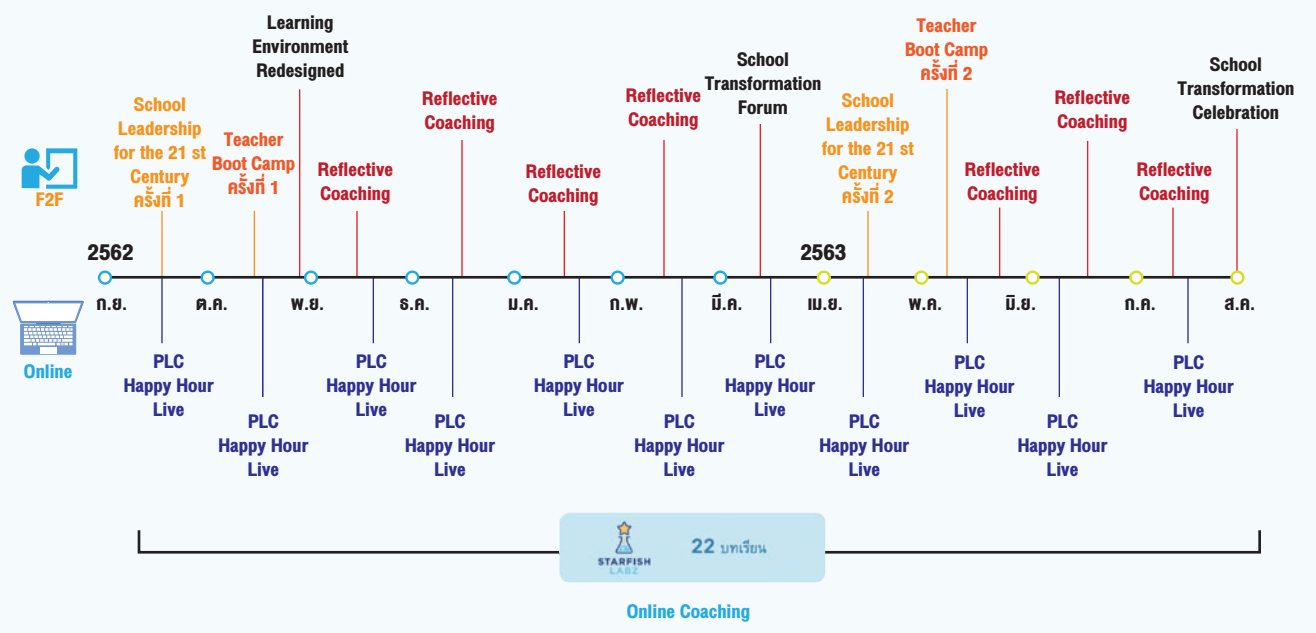 F2F
School
Leadership
for the 21 st
Century
ครั้งที่ 1
Teacher
Boot Camp
ครั้งที่ 1
Learning
Environment
Redesigned
Reflective
Coaching
Reflective
Coaching
Reflective
Coaching
Reflective
Coaching
School
Transformation
Forum
School
Leadership
for the 21 st
Century
ครั้งที่ 2
Teacher
Boot Camp
ครั้งที่ 2
Reflective
Coaching
Reflective
Coaching
Reflective
Coaching
School
Transformation
Celebration
2562
2563
ก.ย.
ต.ค.
พ.ย.
ธ.ค.
ม.ค.
ก.พ.
มี.ค.
เม.ย.
พ.ค.
มิ.ย.
ก.ค.
ส.ค.
Online
PLC
Happy Hour
Live
PLC
Happy Hour
Live
PLC
Happy Hour
Live
PLC
Happy Hour
Live
PLC
Happy Hour
Live
PLC
Happy Hour
Live
PLC
Happy Hour
Live
PLC
Happy Hour
Live
PLC
Happy Hour
Live
PLC
Happy Hour
Live
PLC
Happy Hour
Live
STARFISH
LABZ
22 บทเรียน
Online Coaching